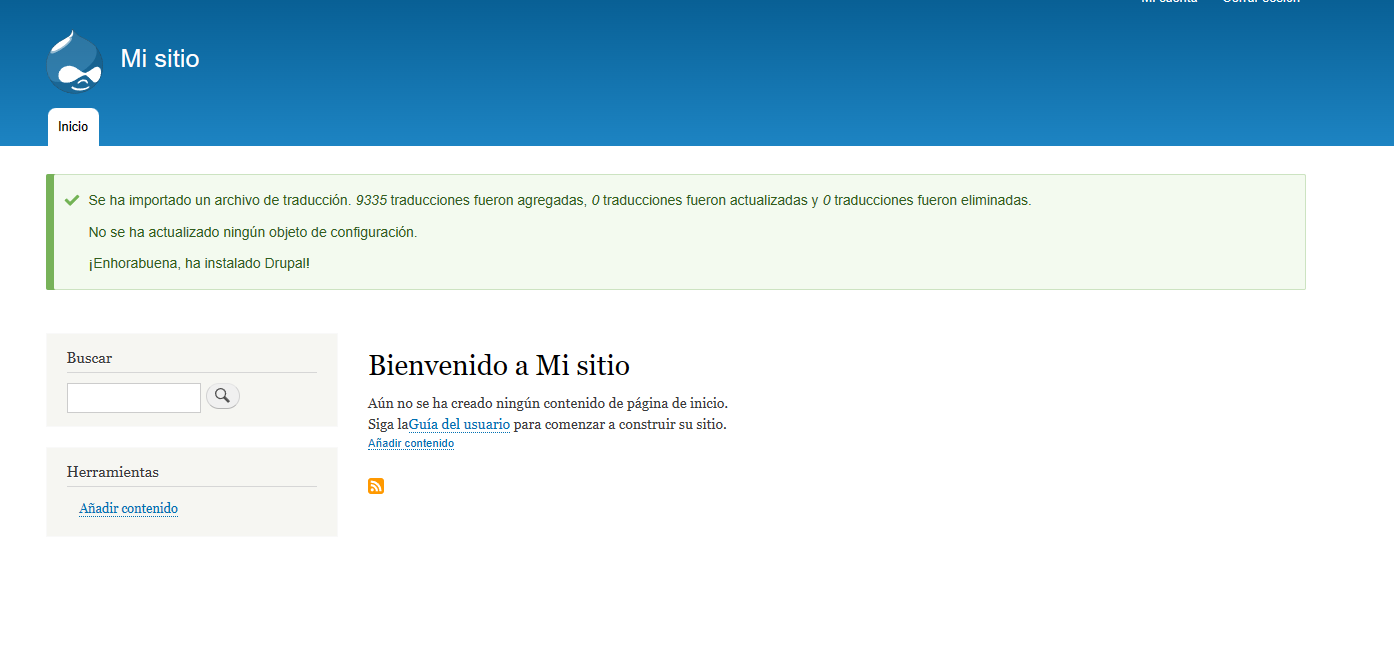 Mi sitio
Inicio
Se ha importado un archivo de traducción. 9335 traducciones fueron agregadas, 0 traducciones fueron actualizadas y 0 traducciones fueron eliminadas.
No se ha actualizado ningún objeto de configuración.
¡Enhorabuena, ha instalado Drupal!
Buscar
Herramientas
Añadir contenido
Bienvenido a Mi sitio
Aún no se ha creado ningún contenido de página de inicio.
Siga laGuía del usuario para comenzar a construir su sitio.
Añadir contenido